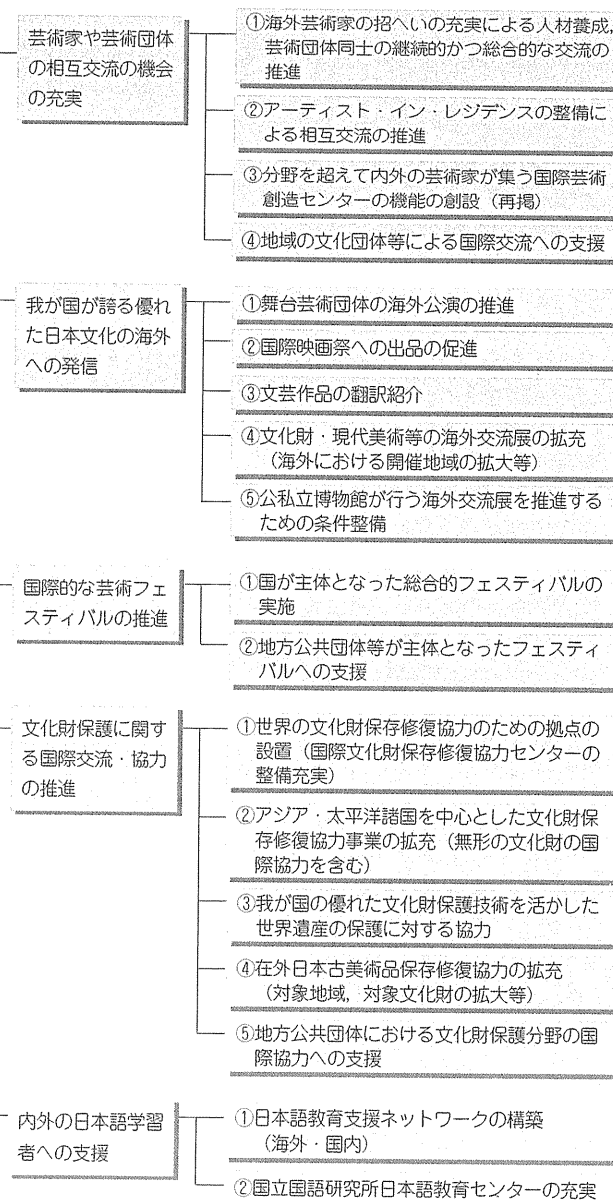 芸術家や芸術団体
の相互交流の機会
の充実
①海外芸術家の招へいの充実による人材養成,
芸術団体同士の継続的かつ総合的な交流の
推進
②アーティスト・イン・レジデンスの整備に
よる相互交流の推進
③分野を超えて内外の芸術家が集う国際芸術
創造センターの機能の創設（再掲）
④地域の文化団体等による国際交流への支援
我が国が誇る優れ
た日本文化の海外
への発信
①舞台芸術団体の海外公演の推進
②国際映画祭への出品の促進
③文芸作品の翻訳紹介
④文化財・現代美術等の海外交流展の拡充
（海外における開催地域の拡大等）
⑤公私立博物館が行う海外交流展を推進する
ための条件整備
国際的な芸術フェ
スティバルの推進
①国が主体となった総合的フェスティバルの
実施
②地方公共団体等が主体となったフェスティ
バルへの支援
文化財保護に関す
る国際交流・協力
の推進
①世界の文化財保存修復協力のための拠点の
設置（国際文化財保存修復協力センターの
整備充実）
②アジア・太平洋諸国を中心とした文化財保
存修復協力事業の拡充（無形の文化財の国
際協力を含む）
③我が国の優れた文化財保護技術を活かした
世界遺産の保護に対する協力
④在外日本古美術品保存修復協力の拡充
（対象地域，対象文化財の拡大等）
⑤地方公共団体における文化財保護分野の国
際協力への支援
内外の日本語学習
者への支援
①日本語教育支援ネットワークの構築
（海外・国内）
②国立国語研究所日本語教育センターの充実